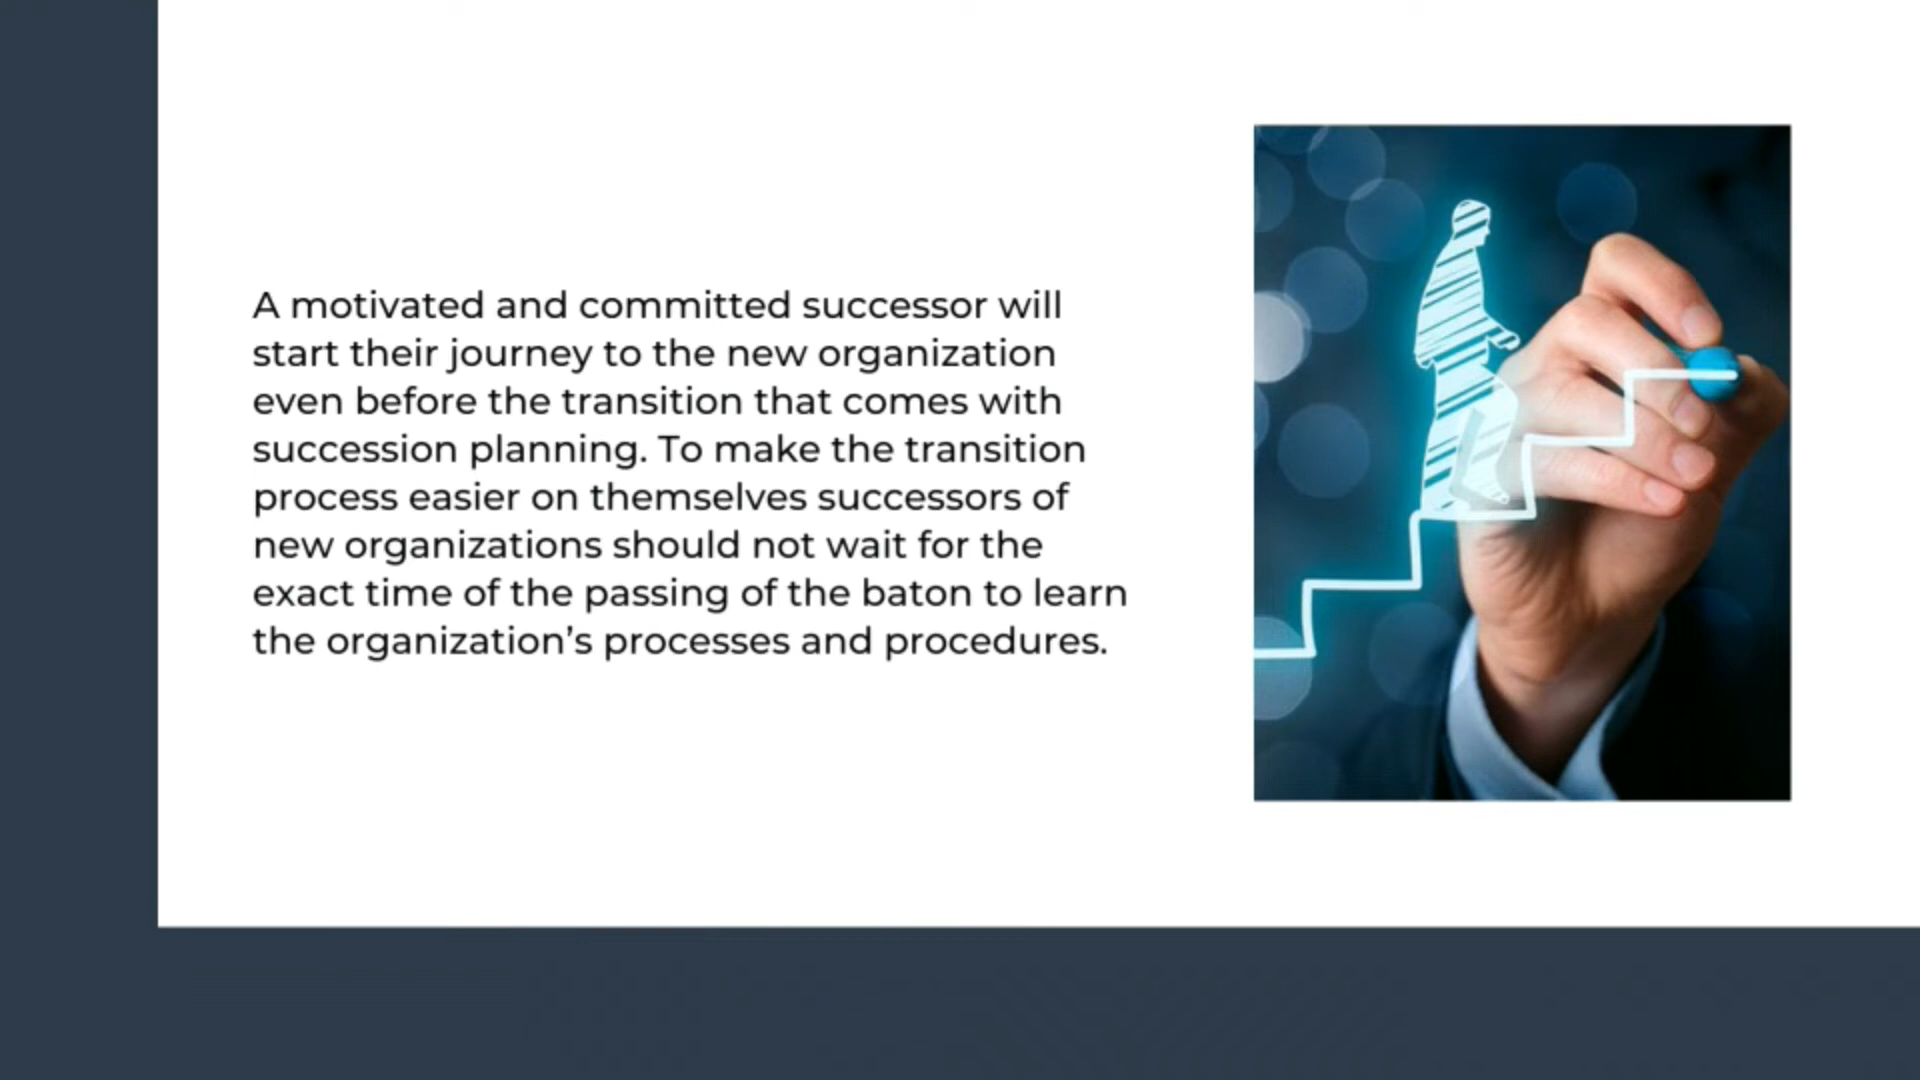 A motivated and committed successor will
start their journey to the new organization
even before the transition that comes with
succession planning. To make the transition
process easier on themselves successors of
new organizations should not wait for the
exact time of the passing of the baton to learn
the organization’s processes and procedures.